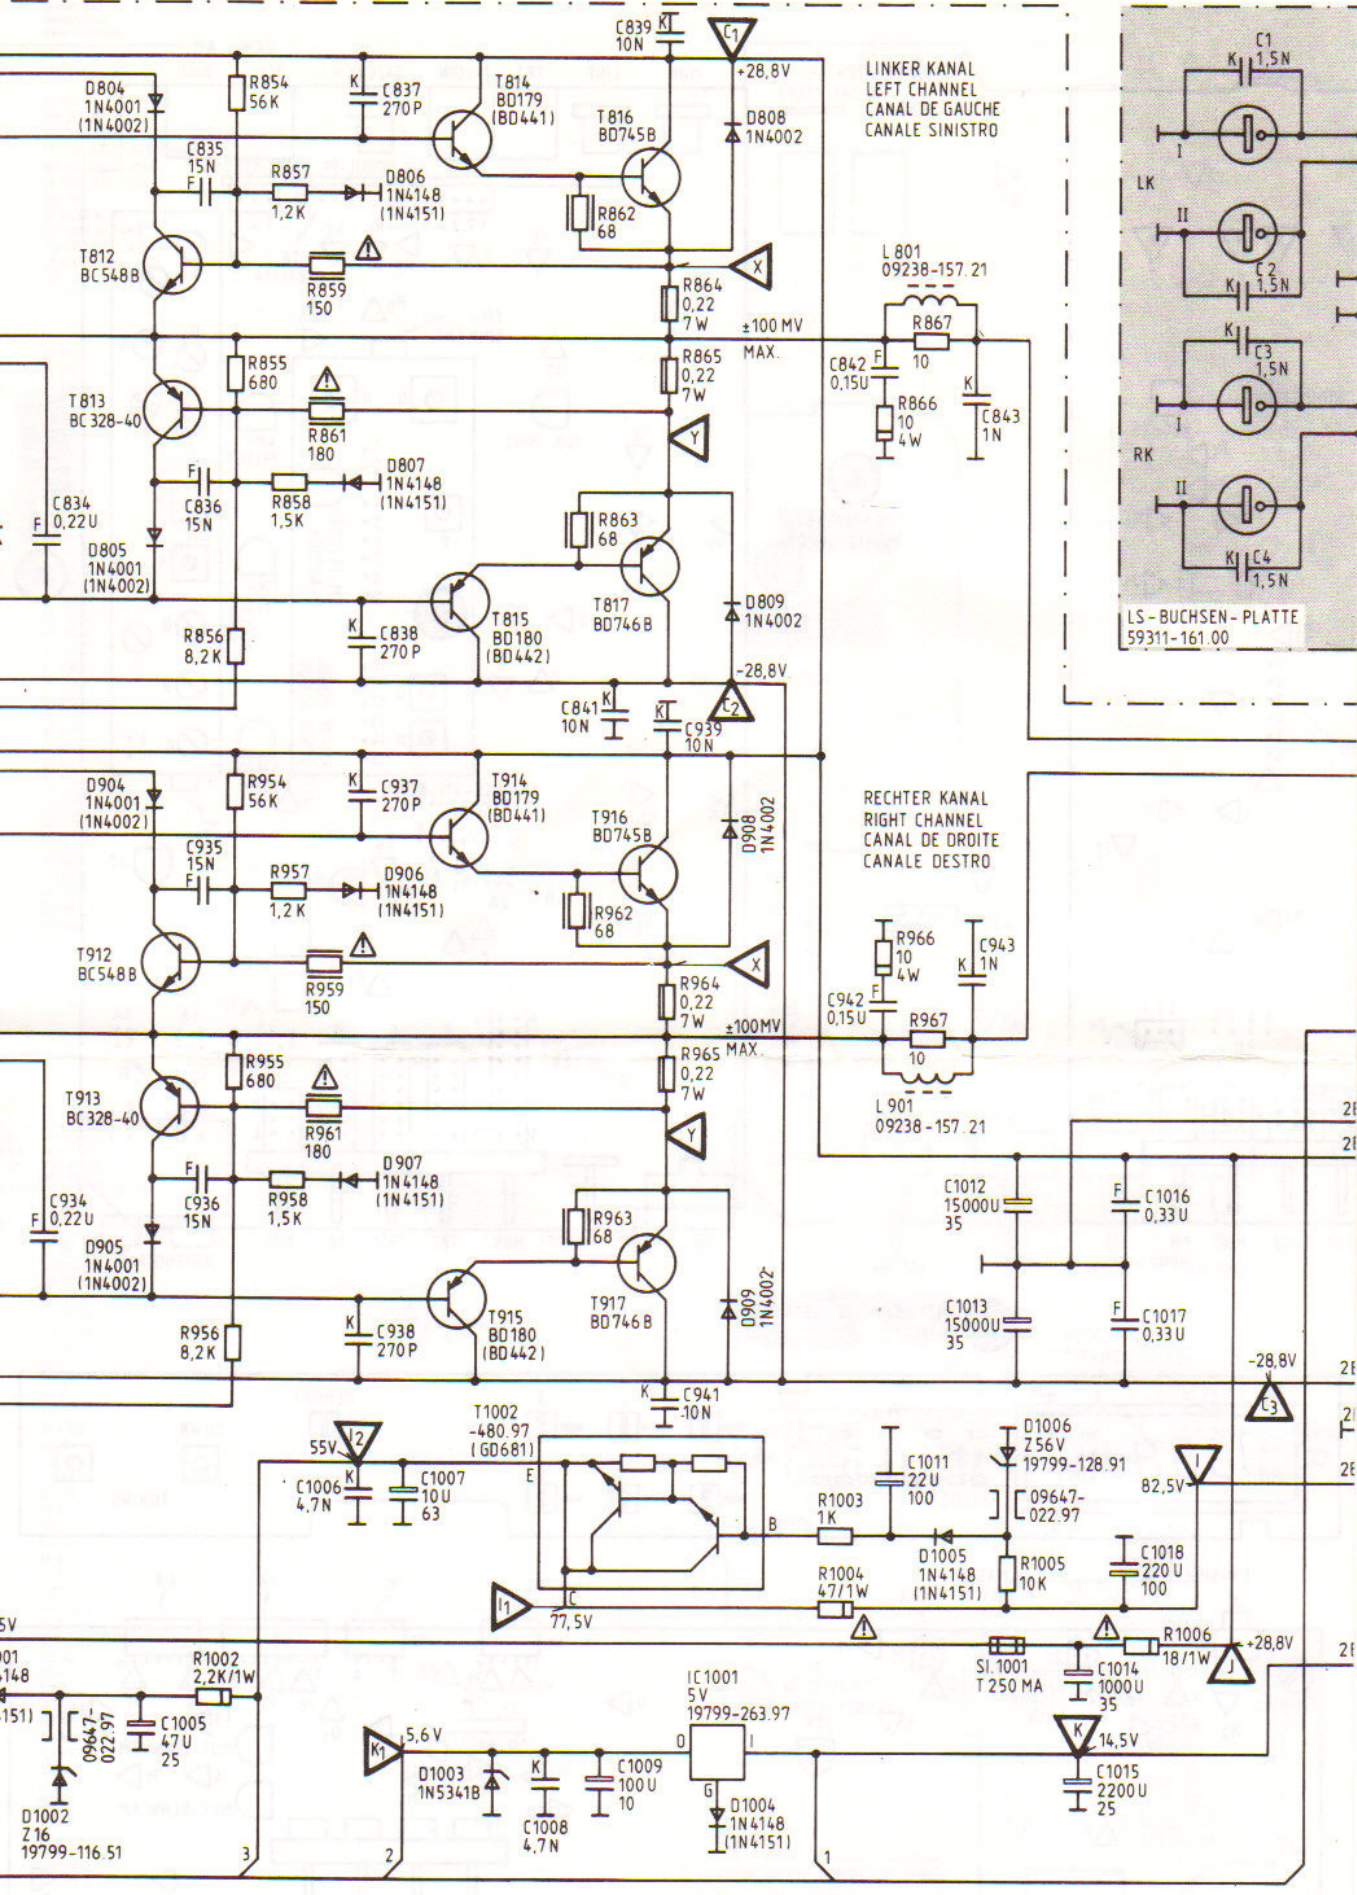 C839
10N
K
C1
+28,8V
LINKER KANAL
LEFT CHANNEL
CANAL DE GAUCHE
CANALE SINISTRO
C1
K
1,5N
D804
1N4001
(1N4002)
R854
56K
K
C837
270P
T814
BD179
(BD441)
T816
BD745B
D808
1N4002
I
LK
C835
15N
F
R857
1,2K
D806
1N4148
(1N4151)
R862
68
II
T812
BC548B
R859
150
X
L801
09238-157.21
C2
K
1,5N
R864
0,22
7W
±100 MV
MAX.
R867
10
K
C3
1,5N
R855
680
R865
0,22
7W
C842
0,15U
F
T813
BC328-40
R861
180
Y
R866
10
4W
K
C843
1N
I
RK
II
F
C836
15N
R858
1,5K
D807
1N4148
(1N4151)
C834
0,22U
F
R863
68
D805
1N4001
(1N4002)
K
C4
1,5N
T815
BD180
(BD442)
T817
BD746B
D809
1N4002
LS-BUCHSEN-PLATTE
59311-161.00
R856
8,2K
K
C838
270P
-28,8V
C2
C841
10N
K
K
C939
10N
D904
1N4001
(1N4002)
R954
56K
K
C937
270P
T914
BD179
(BD441)
T916
BD745B
D908
1N4002
RECHTER KANAL
RIGHT CHANNEL
CANAL DE DROITE
CANALE DESTRO
C935
15N
F
R957
1,2K
D906
1N4148
(1N4151)
R962
68
T912
BC548B
R959
150
X
R966
10
4W
C943
1N
K
R964
0,22
7W
C942
0,15U
F
±100MV
MAX.
R967
10
R955
680
R965
0,22
7W
T913
BC328-40
R961
180
Y
L901
09238-157.21
F
C936
15N
R958
1,5K
D907
1N4148
(1N4151)
C934
0,22U
F
R963
68
C1012
15000U
35
F
C1016
0,33U
D905
1N4001
(1N4002)
T915
BD180
(BD442)
T917
BD746B
D909
1N4002
C1013
15000U
35
F
C1017
0,33U
R956
8,2K
K
C938
270P
-28,8V
C3
K
C941
10N
T1002
-480.97
(GD681)
I2
55V
K
C1006
4,7N
C1007
10U
63
E
B
C
C1011
22U
100
D1006
Z56V
19799-128.91
09647-
022.97
I
82,5V
R1003
1K
D1005
1N4148
(1N4151)
R1005
10K
C1018
220U
100
R1004
47/1W
I1
77,5V
SI.1001
T 250 MA
C1014
1000U
35
R1006
18/1W
+28,8V
J
R1002
2,2K/1W
09647-
022.97
C1005
47U
25
IC1001
5V
19799-263.97
O
I
G
K
14,5V
C1015
2200U
25
K1
5,6V
D1003
1N5341B
K
C1008
4,7N
C1009
100U
10
D1004
1N4148
(1N4151)
D1002
Z16
19799-116.51
3
2
1